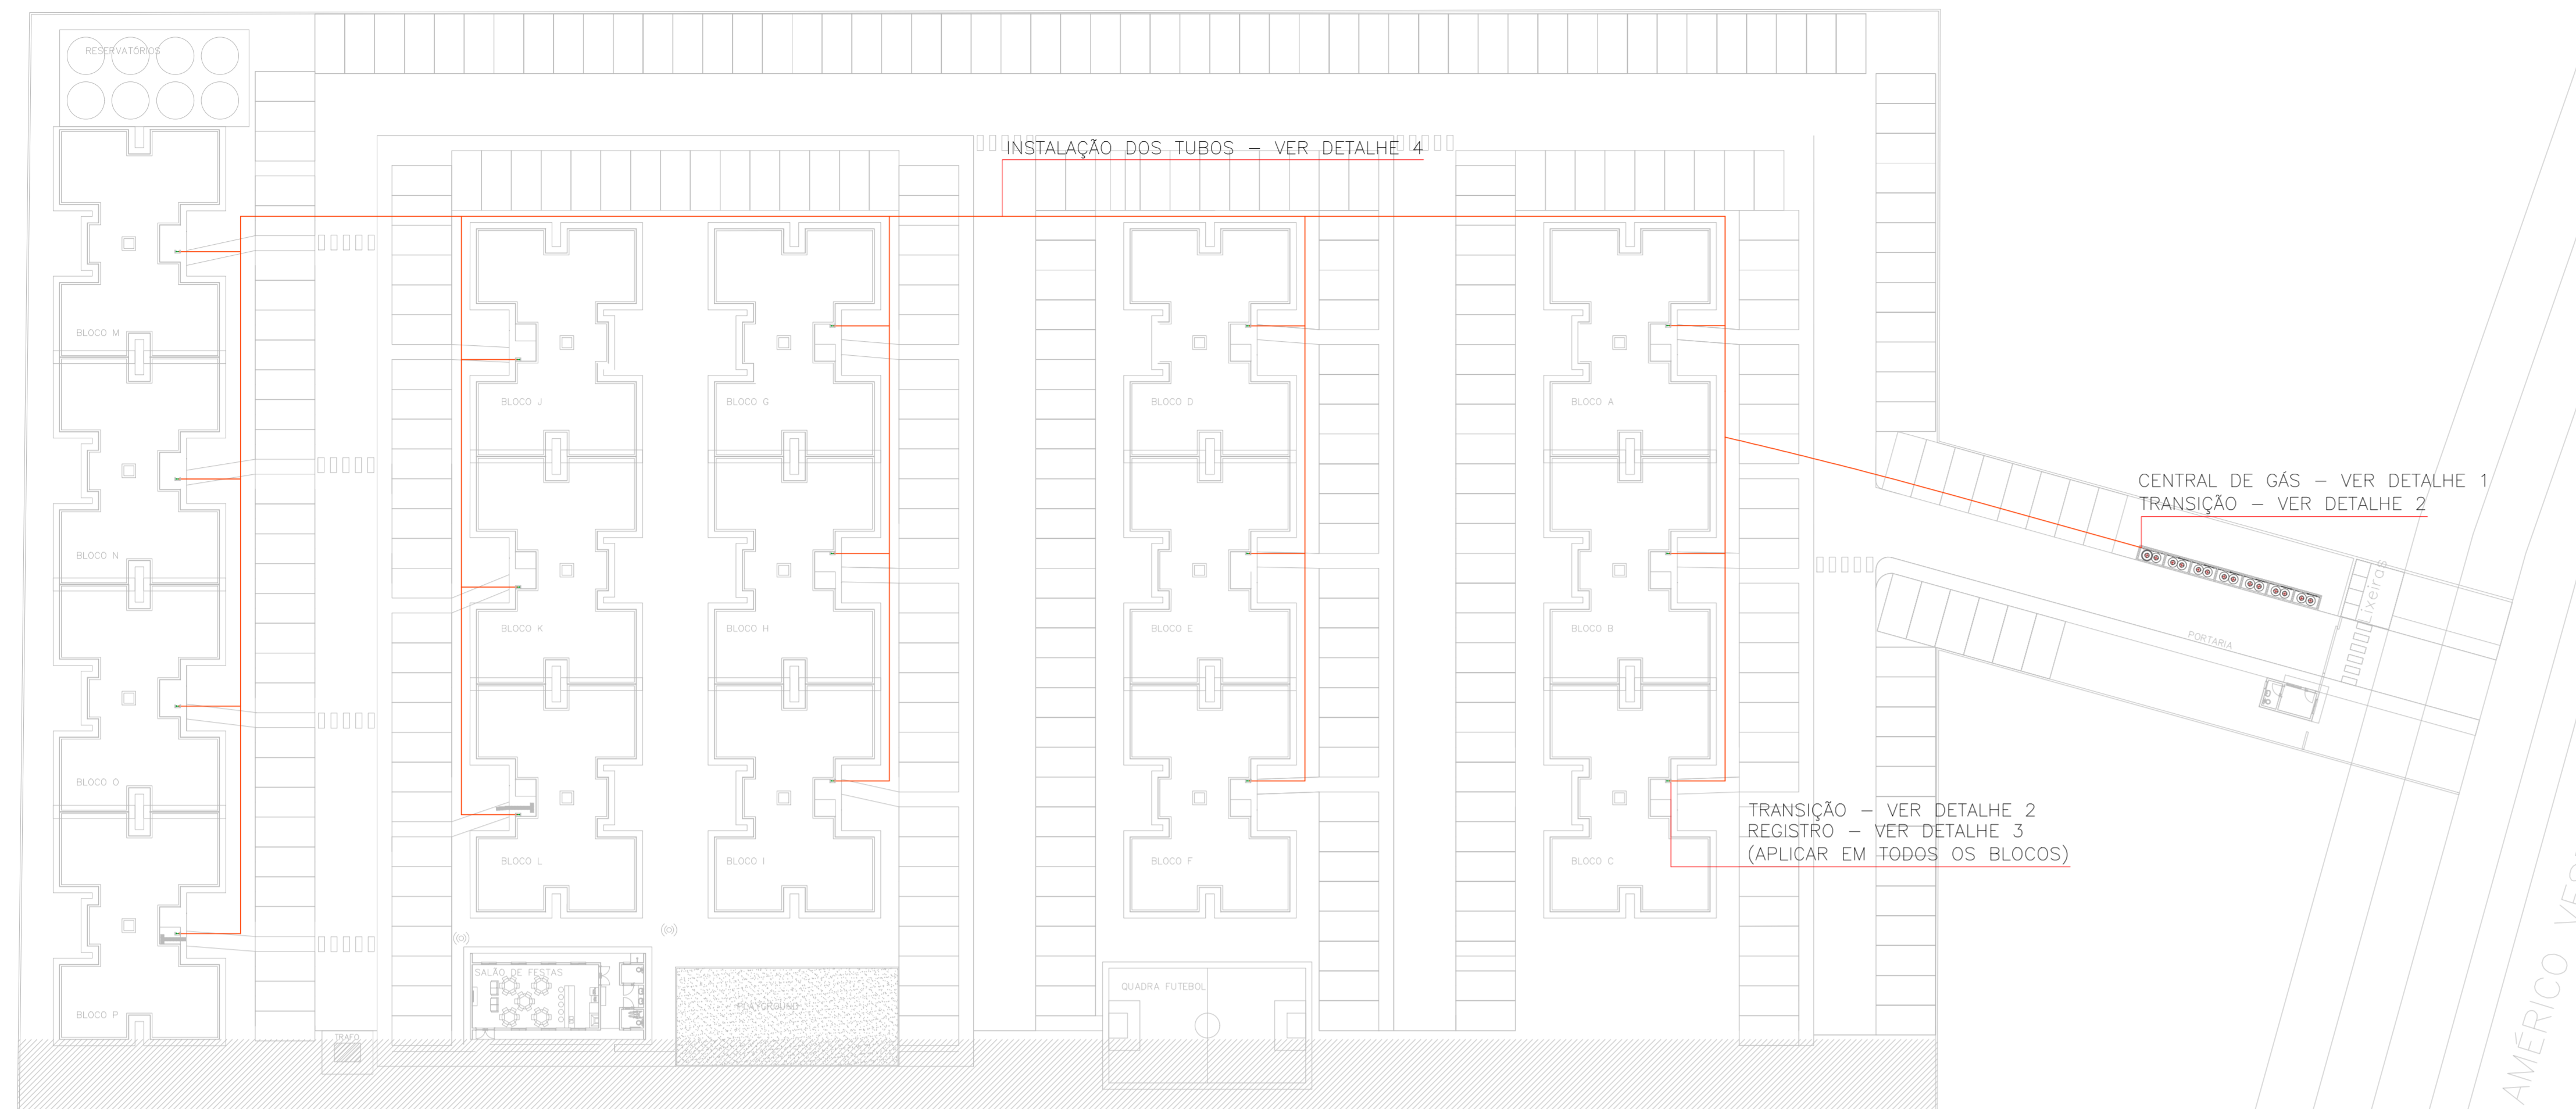 RESERVATÓRIOS
INSTALAÇÃO DOS TUBOS – VER DETALHE 4
BLOCO M
BLOCO J
BLOCO G
BLOCO D
BLOCO A
CENTRAL DE GÁS – VER DETALHE 1
TRANSIÇÃO – VER DETALHE 2
BLOCO N
BLOCO K
BLOCO H
BLOCO E
BLOCO B
Lixeiras
PORTARIA
BLOCO O
TRANSIÇÃO – VER DETALHE 2
REGISTRO – VER DETALHE 3
(APLICAR EM TODOS OS BLOCOS)
BLOCO L
BLOCO I
BLOCO F
BLOCO C
SALÃO DE FESTAS
QUADRA FUTEBOL
PLAYGROUND
BLOCO P
TRAFO
AMÉRICO